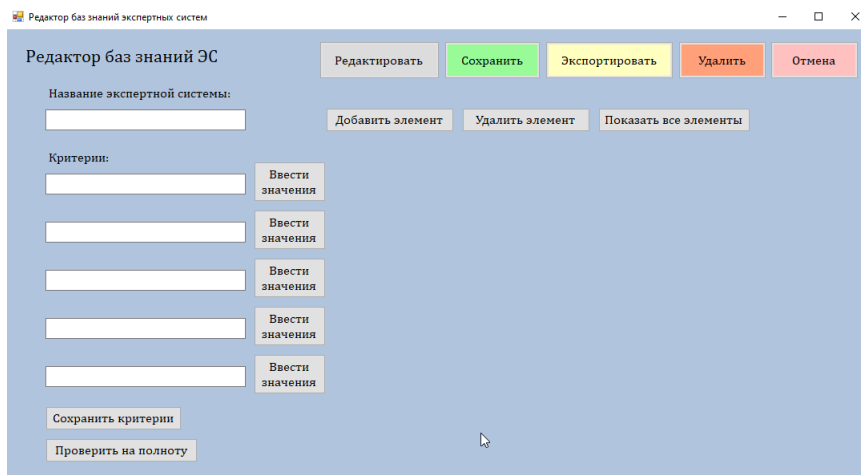 Редактор баз знаний экспертных систем
Редактор баз знаний ЭС
Редактировать
Сохранить
Экспортировать
Удалить
Отмена
Название экспертной системы:
Добавить элемент
Удалить элемент
Показать все элементы
Критерии:
Ввести
значения
Ввести
значения
Ввести
значения
Ввести
значения
Ввести
значения
Сохранить критерии
Проверить на полноту